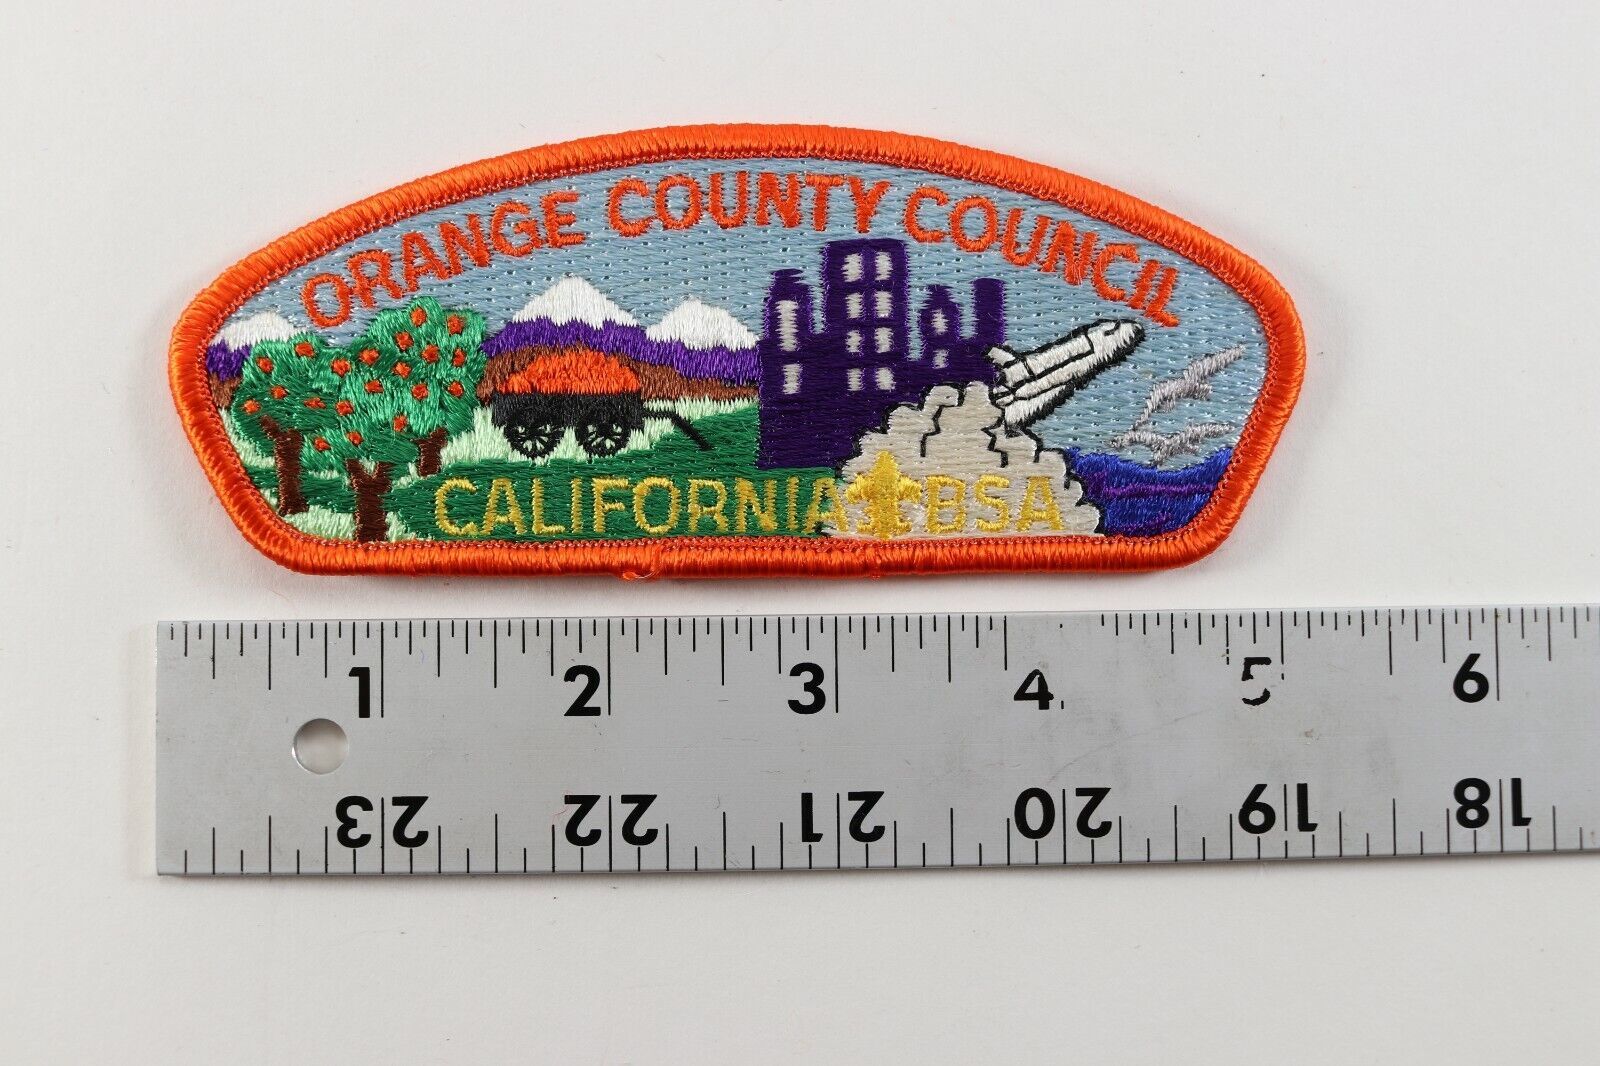 ORANGE COUNTY COUNCIL
CALIFORNIA BSA
1 2 3 4 5 6
23 22 21 20 19 18